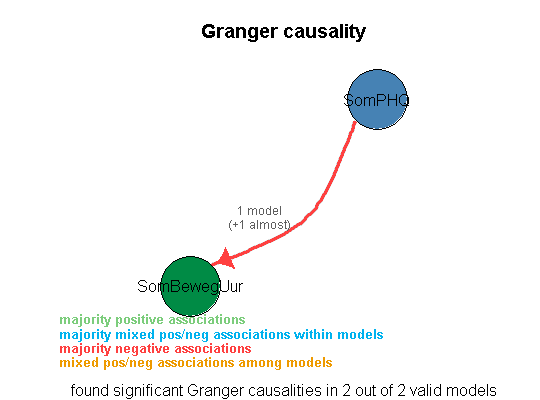 Granger causality
SomPHQ
1 model
(+1 almost)
SomBewegUur
majority positive associations
majority mixed pos/neg associations within models
majority negative associations
mixed pos/neg associations among models
found significant Granger causalities in 2 out of 2 valid models